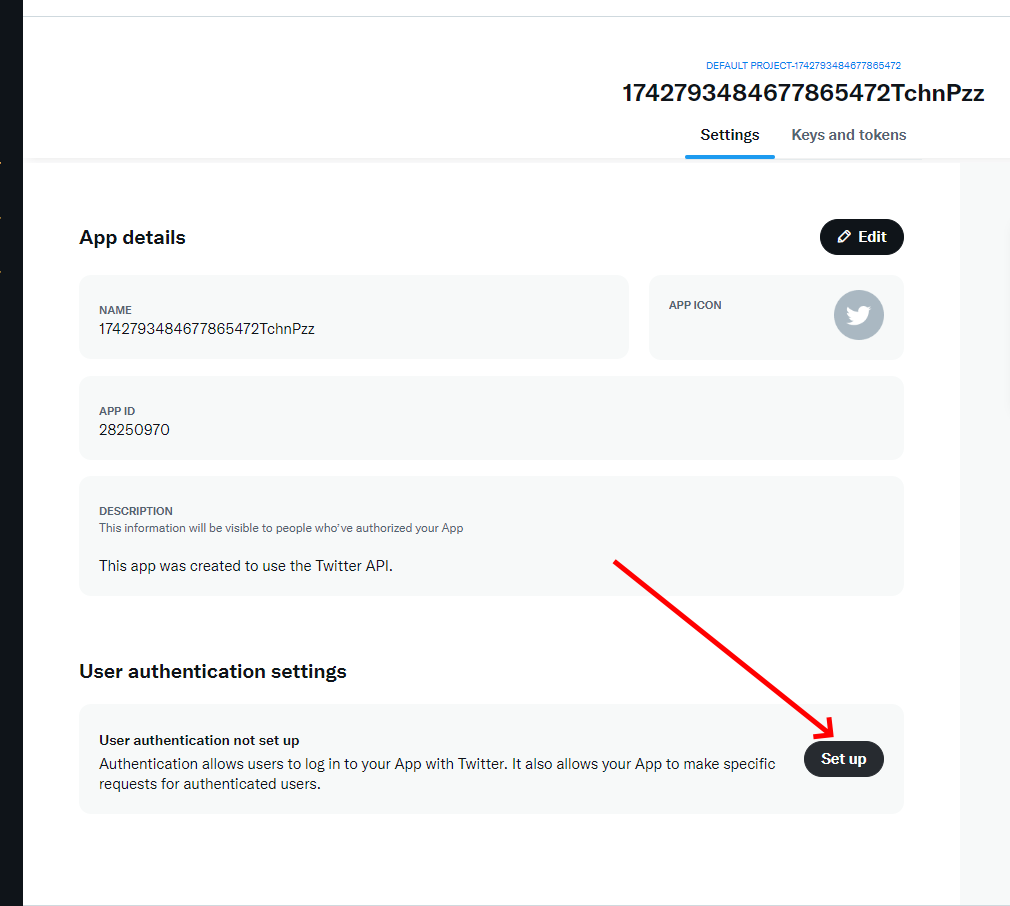 DEFAULT PROJECT-1742793484677865472
1742793484677865472TchnPzz
Settings
Keys and tokens
App details
Edit
NAME
1742793484677865472TchnPzz
APP ICON
APP ID
28250970
DESCRIPTION
This information will be visible to people who've authorized your App
This app was created to use the Twitter API.
User authentication settings
User authentication not set up
Authentication allows users to log in to your App with Twitter. It also allows your App to make specific
requests for authenticated users.
Set up